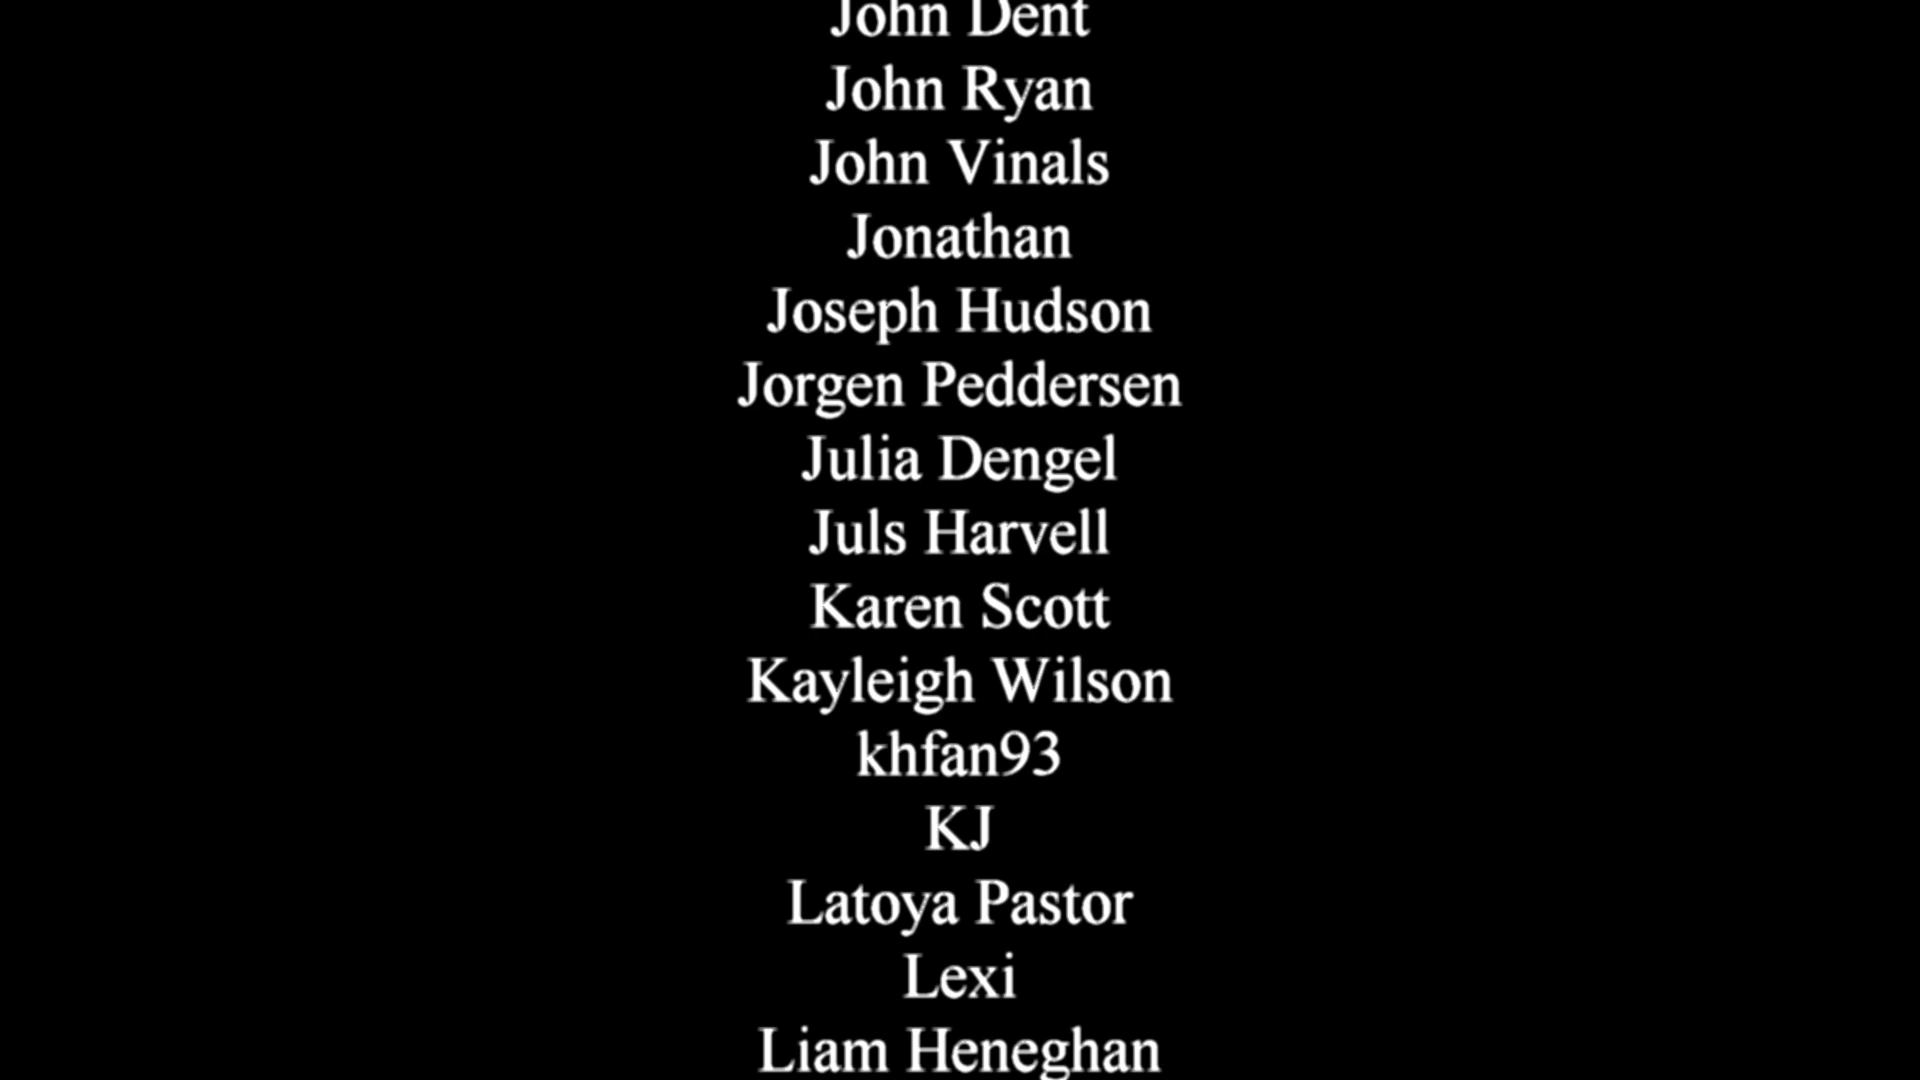 John Dent
John Ryan
John Vinals
Jonathan
Joseph Hudson
Jorgen Peddersen
Julia Dengel
Juls Harvell
Karen Scott
Kayleigh Wilson
khfan93
KJ
Latoya Pastor
Lexi
Liam Heneghan